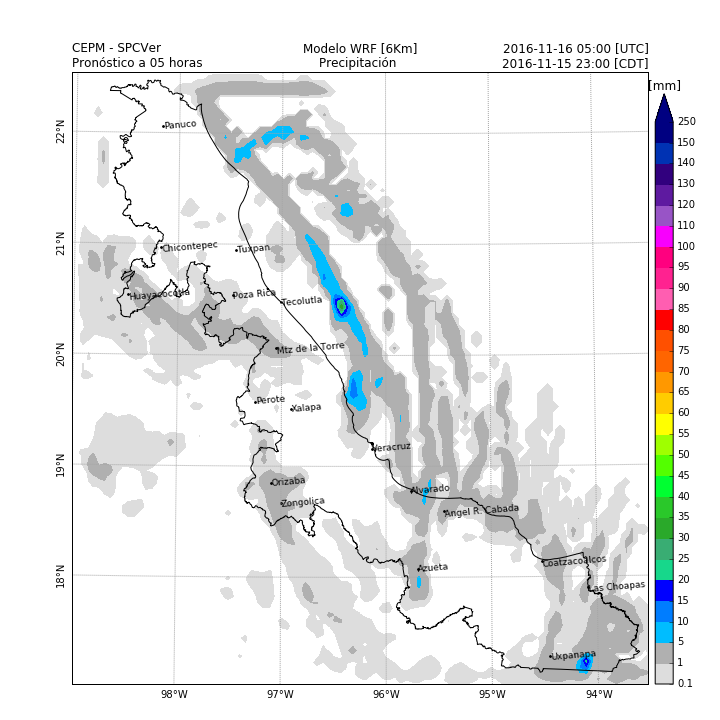 CEPM - SPCVer
Modelo WRF [6Km]
2016-11-16 05:00 [UTC]
Pronóstico a 05 horas
Precipitación
2016-11-15 23:00 [CDT]
[mm]
250
150
140
130
120
110
100
95
90
85
80
75
70
65
60
55
50
45
40
35
30
25
20
15
10
5
1
0.1
22°N
21°N
20°N
19°N
18°N
Panuco
Chicontepec
Tuxpan
Huayacocotla
Poza Rica
Tecolutla
Mtz de la Torre
Perote
Xalapa
Veracruz
Orizaba
Zongolica
Alvarado
Angel R. Cabada
Azueta
Coatzacoalcos
Las Choapas
Uxpanapa
98°W
97°W
96°W
95°W
94°W